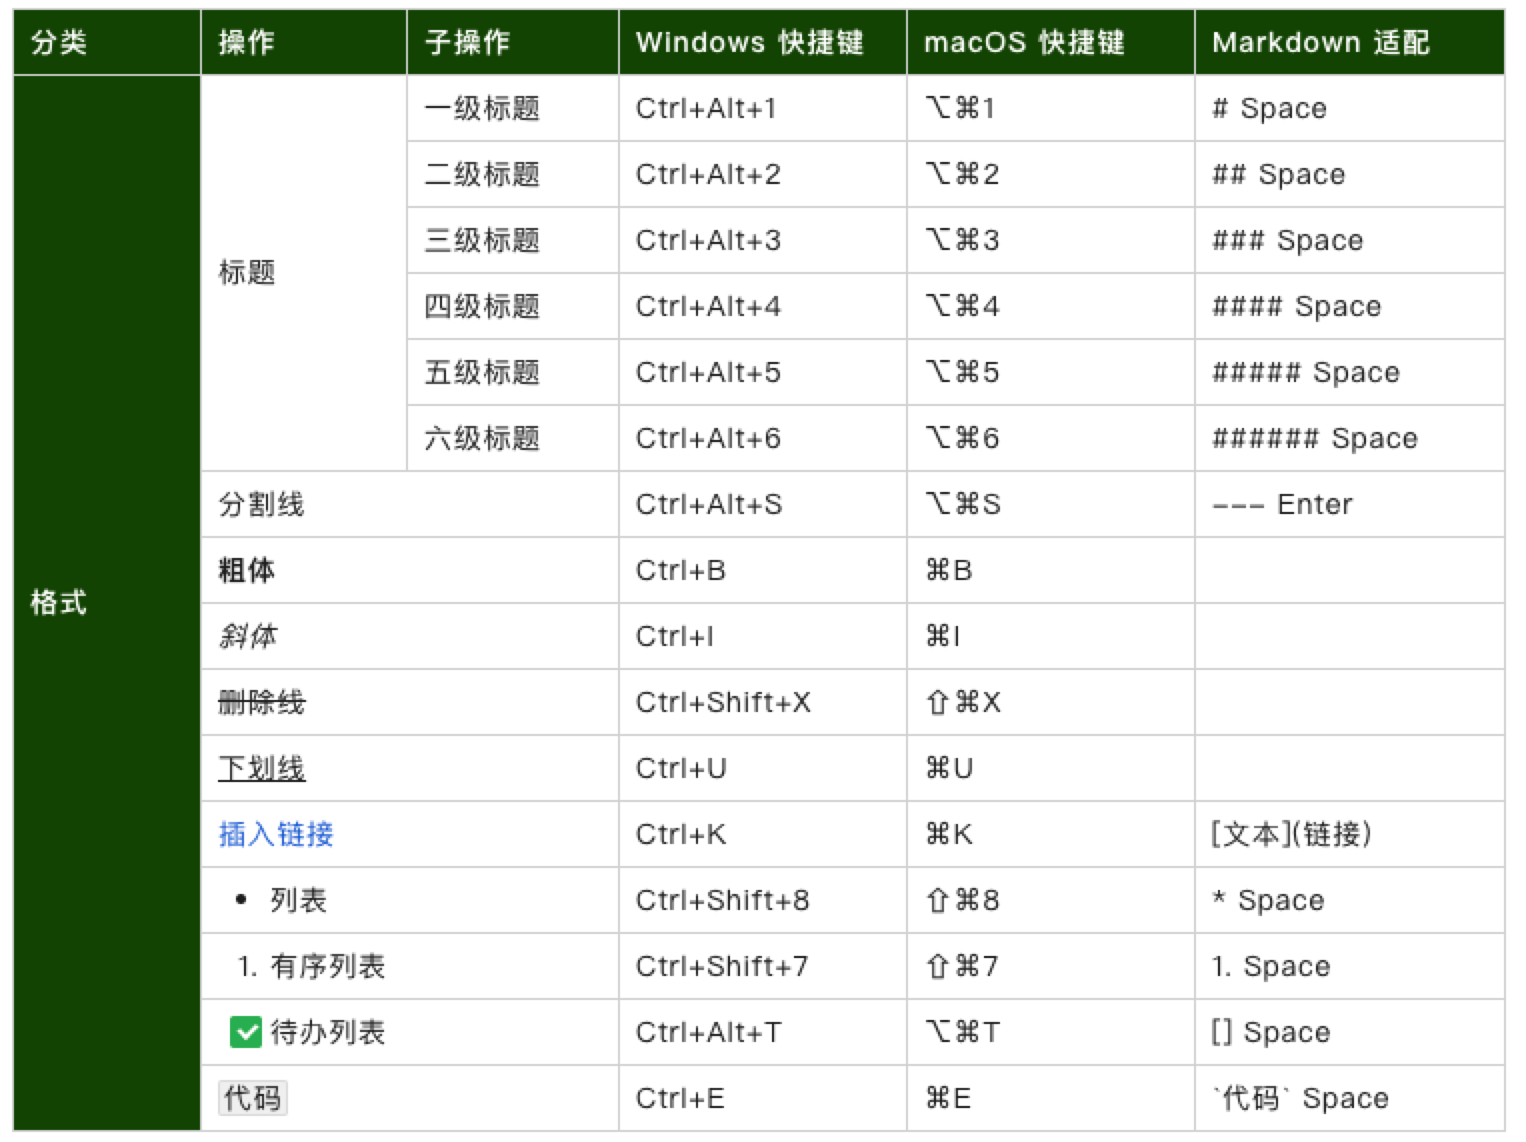 分类 操作 子操作 Windows 快捷键 macOS 快捷键 Markdown 适配
格式
标题
一级标题 Ctrl+Alt+1 ⌥⌘1 # Space
二级标题 Ctrl+Alt+2 ⌥⌘2 ## Space
三级标题 Ctrl+Alt+3 ⌥⌘3 ### Space
四级标题 Ctrl+Alt+4 ⌥⌘4 #### Space
五级标题 Ctrl+Alt+5 ⌥⌘5 ##### Space
六级标题 Ctrl+Alt+6 ⌥⌘6 ###### Space
分割线 Ctrl+Alt+S ⌥⌘S --- Enter
粗体 Ctrl+B ⌘B
斜体 Ctrl+I ⌘I
删除线 Ctrl+Shift+X ⇧⌘X
下划线 Ctrl+U ⌘U
插入链接 Ctrl+K ⌘K [文本](链接)
• 列表 Ctrl+Shift+8 ⇧⌘8 * Space
1. 有序列表 Ctrl+Shift+7 ⇧⌘7 1. Space
✅ 待办列表 Ctrl+Alt+T ⌥⌘T [] Space
代码 Ctrl+E ⌘E `代码` Space